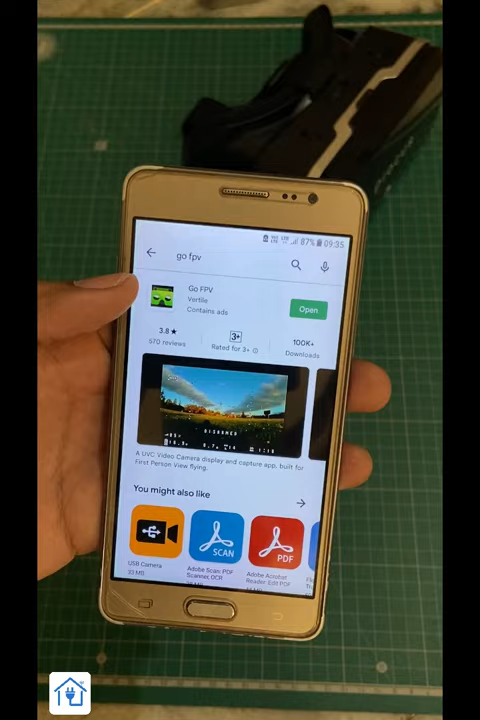 87% 09:35
go fpv
Go FPV
Vertile
Contains ads
Open
3.8★
570 reviews
3+
Rated for 3+
100K+
Downloads
DISARMED
A UVC Video Camera display and capture app, built for
First Person View flying.
You might also like
SCAN
PDF
USB Camera
33 MB
Adobe Scan: PDF
Scanner, OCR
Adobe Acrobat
Reader: Edit PDF